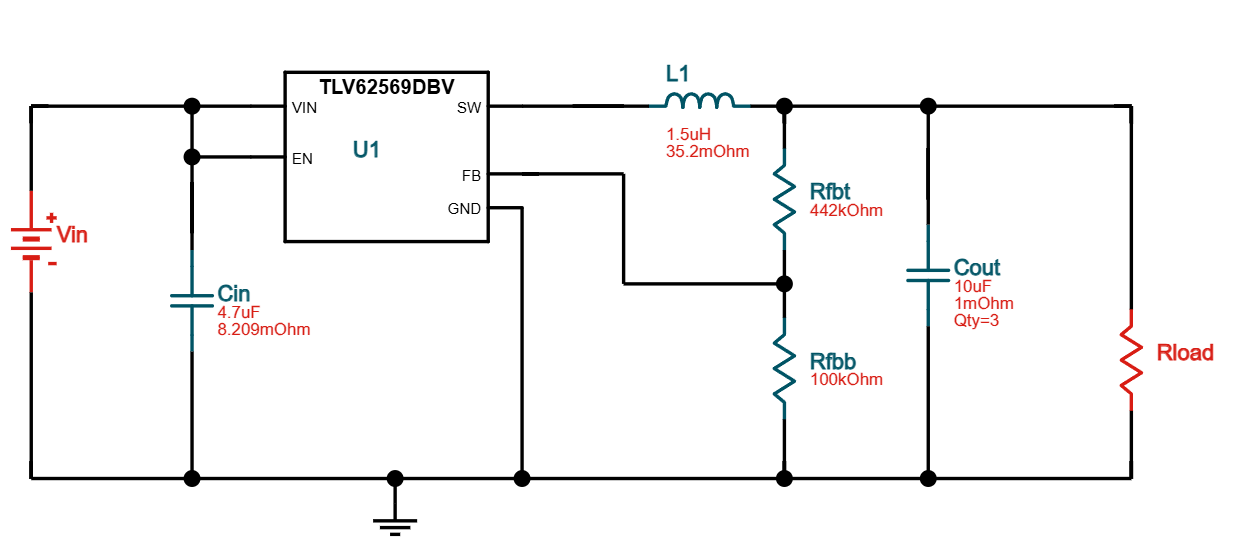 TLV62569DBV
VIN
SW
EN
U1
FB
GND
L1
1.5uH
35.2mOhm
Rfbt
442kOhm
+
Vin
-
Cin
4.7uF
8.209mOhm
Cout
10uF
1mOhm
Qty=3
Rfbb
100kOhm
Rload